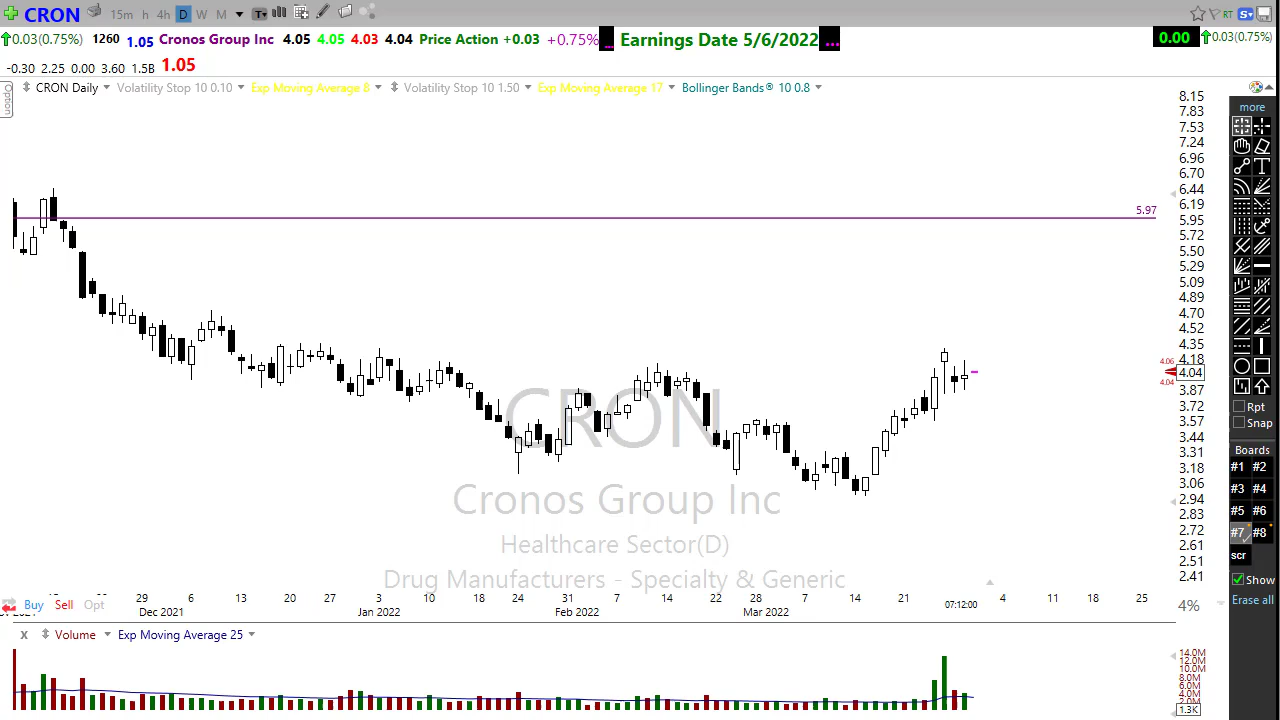 CRON 15m h 4h D W M T RT S
0.03(0.75%) 1260 1.05 Cronos Group Inc 4.05 4.05 4.03 4.04 Price Action +0.03 +0.75% ... Earnings Date 5/6/2022 ... 0.00 0.03(0.75%)
-0.30 2.25 0.00 3.60 1.5B 1.05
Option
CRON Daily Volatility Stop 10 0.10 Exp Moving Average 8 Volatility Stop 10 1.50 Exp Moving Average 17 Bollinger Bands® 10 0.8
8.15
7.83
7.53
7.24
6.96
6.70
6.44
6.19
5.97
5.95
5.72
5.50
5.29
5.09
4.89
4.70
4.52
4.35
4.18
4.06
4.04
4.04
3.87
3.72
3.57
3.44
3.31
3.18
3.06
2.94
2.83
2.72
2.61
2.51
2.41
CRON
Cronos Group Inc
Healthcare Sector(D)
Drug Manufacturers - Specialty & Generic
more
Rpt
Snap
Boards
#1 #2
#3 #4
#5 #6
#7 #8
scr
Show
Erase all
Buy Sell Opt
29 6 13 20 27 3 10 18 24 31 7 14 22 28 7 14 21 07:12:00 4 11 18 25
Dec 2021 Jan 2022 Feb 2022 Mar 2022
4%
x Volume Exp Moving Average 25
14.0M
12.0M
10.0M
8.0M
6.0M
4.0M
2.0M
1.3K